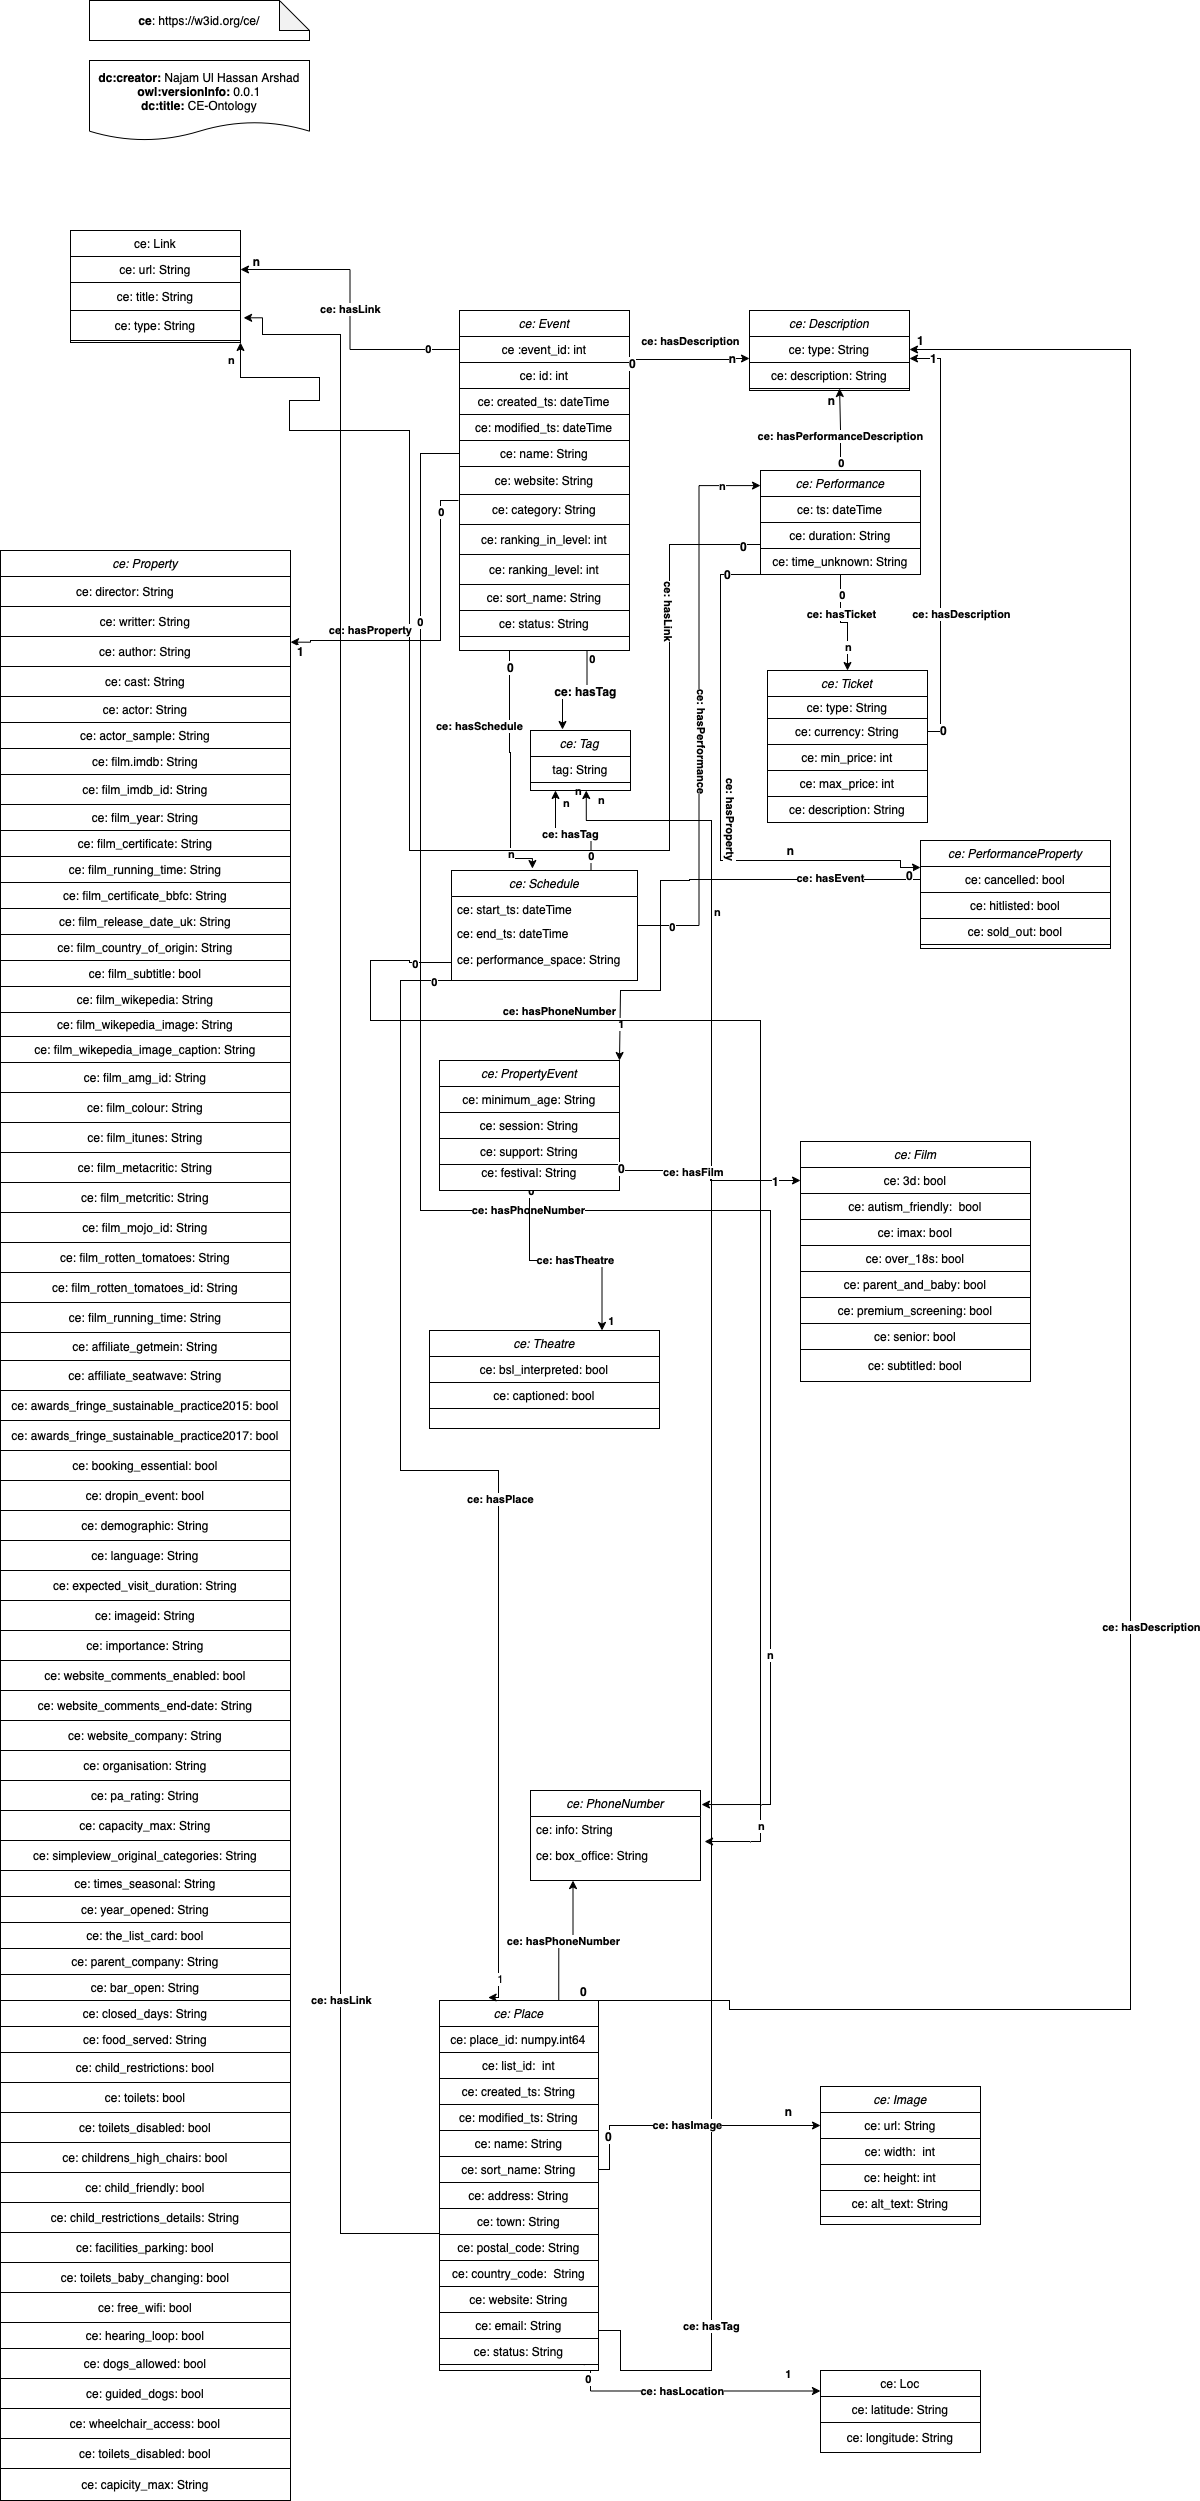 ce: https://w3id.org/ce/
dc:creator: Najam Ul Hassan Arshad
owl:versionInfo: 0.0.1
dc:title: CE-Ontology
ce: Link
ce: url: String
ce: title: String
ce: type: String
n
ce: hasLink
0
n
ce: Event
ce :event_id: int
ce: id: int
ce: created_ts: dateTime
ce: modified_ts: dateTime
ce: name: String
ce: website: String
ce: category: String
ce: ranking_in_level: int
ce: ranking_level: int
ce: sort_name: String
ce: status: String
ce: hasDescription
0
n
ce: Description
ce: type: String
ce: description: String
1
1
n
ce: hasPerformanceDescription
0
ce: Performance
ce: ts: dateTime
ce: duration: String
ce: time_unknown: String
n
0
0
0
ce: hasTicket
n
ce: hasDescription
ce: hasLink
ce: Ticket
ce: type: String
ce: currency: String
ce: min_price: int
ce: max_price: int
ce: description: String
0
0
0
ce: hasProperty
1
0
0
ce: hasTag
ce: hasSchedule
ce: hasPerformance
ce: Tag
tag: String
n
n
n
ce: hasTag
0
n
ce: hasProperty
n
ce: PerformanceProperty
ce: cancelled: bool
ce: hitlisted: bool
ce: sold_out: bool
0
ce: hasEvent
ce: Schedule
ce: start_ts: dateTime
ce: end_ts: dateTime
ce: performance_space: String
0
0
0
n
ce: hasPhoneNumber
1
ce: PropertyEvent
ce: minimum_age: String
ce: session: String
ce: support: String
ce: festival: String
0
ce: hasFilm
1
0
ce: hasPhoneNumber
ce: hasTheatre
1
ce: Film
ce: 3d: bool
ce: autism_friendly:  bool
ce: imax: bool
ce: over_18s: bool
ce: parent_and_baby: bool
ce: premium_screening: bool
ce: senior: bool
ce: subtitled: bool
ce: Theatre
ce: bsl_interpreted: bool
ce: captioned: bool
ce: hasPlace
ce: hasDescription
n
ce: PhoneNumber
ce: info: String
ce: box_office: String
n
ce: hasPhoneNumber
1
0
ce: hasLink
ce: Place
ce: place_id: numpy.int64
ce: list_id:  int
ce: created_ts: String
ce: modified_ts: String
ce: name: String
ce: sort_name: String
ce: address: String
ce: town: String
ce: postal_code: String
ce: country_code:  String
ce: website: String
ce: email: String
ce: status: String
0
ce: hasImage
n
ce: Image
ce: url: String
ce: width:  int
ce: height: int
ce: alt_text: String
ce: hasTag
0
ce: hasLocation
1
ce: Loc
ce: latitude: String
ce: longitude: String
ce: Property
ce: director: String
ce: writter: String
ce: author: String
ce: cast: String
ce: actor: String
ce: actor_sample: String
ce: film.imdb: String
ce: film_imdb_id: String
ce: film_year: String
ce: film_certificate: String
ce: film_running_time: String
ce: film_certificate_bbfc: String
ce: film_release_date_uk: String
ce: film_country_of_origin: String
ce: film_subtitle: bool
ce: film_wikepedia: String
ce: film_wikepedia_image: String
ce: film_wikepedia_image_caption: String
ce: film_amg_id: String
ce: film_colour: String
ce: film_itunes: String
ce: film_metacritic: String
ce: film_metcritic: String
ce: film_mojo_id: String
ce: film_rotten_tomatoes: String
ce: film_rotten_tomatoes_id: String
ce: film_running_time: String
ce: affiliate_getmein: String
ce: affiliate_seatwave: String
ce: awards_fringe_sustainable_practice2015: bool
ce: awards_fringe_sustainable_practice2017: bool
ce: booking_essential: bool
ce: dropin_event: bool
ce: demographic: String
ce: language: String
ce: expected_visit_duration: String
ce: imageid: String
ce: importance: String
ce: website_comments_enabled: bool
ce: website_comments_end-date: String
ce: website_company: String
ce: organisation: String
ce: pa_rating: String
ce: capacity_max: String
ce: simpleview_original_categories: String
ce: times_seasonal: String
ce: year_opened: String
ce: the_list_card: bool
ce: parent_company: String
ce: bar_open: String
ce: closed_days: String
ce: food_served: String
ce: child_restrictions: bool
ce: toilets: bool
ce: toilets_disabled: bool
ce: childrens_high_chairs: bool
ce: child_friendly: bool
ce: child_restrictions_details: String
ce: facilities_parking: bool
ce: toilets_baby_changing: bool
ce: free_wifi: bool
ce: hearing_loop: bool
ce: dogs_allowed: bool
ce: guided_dogs: bool
ce: wheelchair_access: bool
ce: toilets_disabled: bool
ce: capicity_max: String